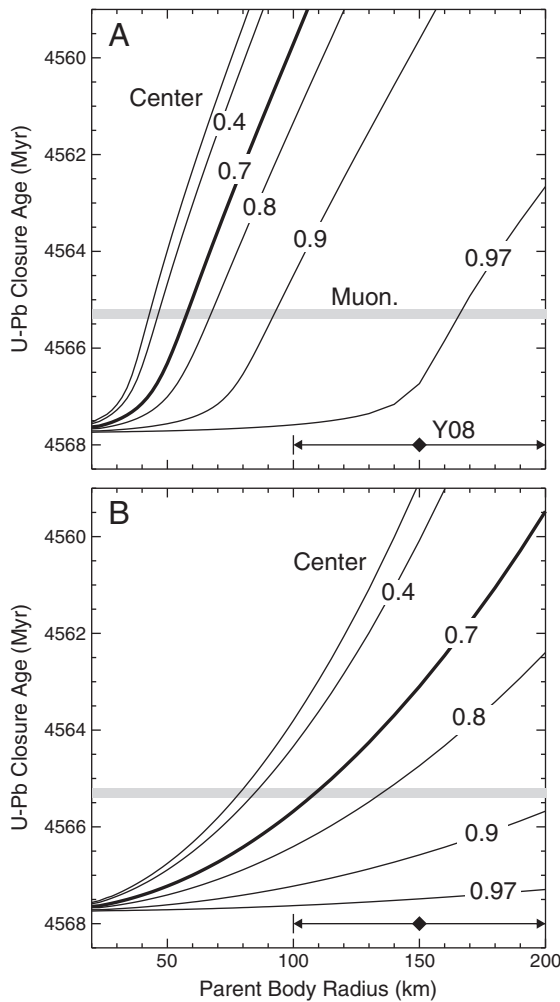 A
4560
Center
0.4
4562
0.7
0.8
0.9
4564
0.97
Muon.
4566
Y08
4568
U-Pb Closure Age (Myr)
B
4560
Center
0.4
4562
0.7
0.8
4564
4566
0.9
0.97
4568
U-Pb Closure Age (Myr)
50
100
150
200
Parent Body Radius (km)